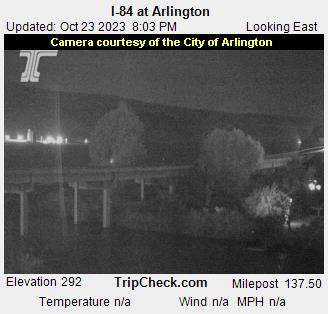 I-84 at Arlington
Updated: Oct 23 2023 8:03 PM Looking East
Camera courtesy of the City of Arlington
Elevation 292 TripCheck.com Milepost 137.50
Temperature n/a Wind n/a MPH n/a